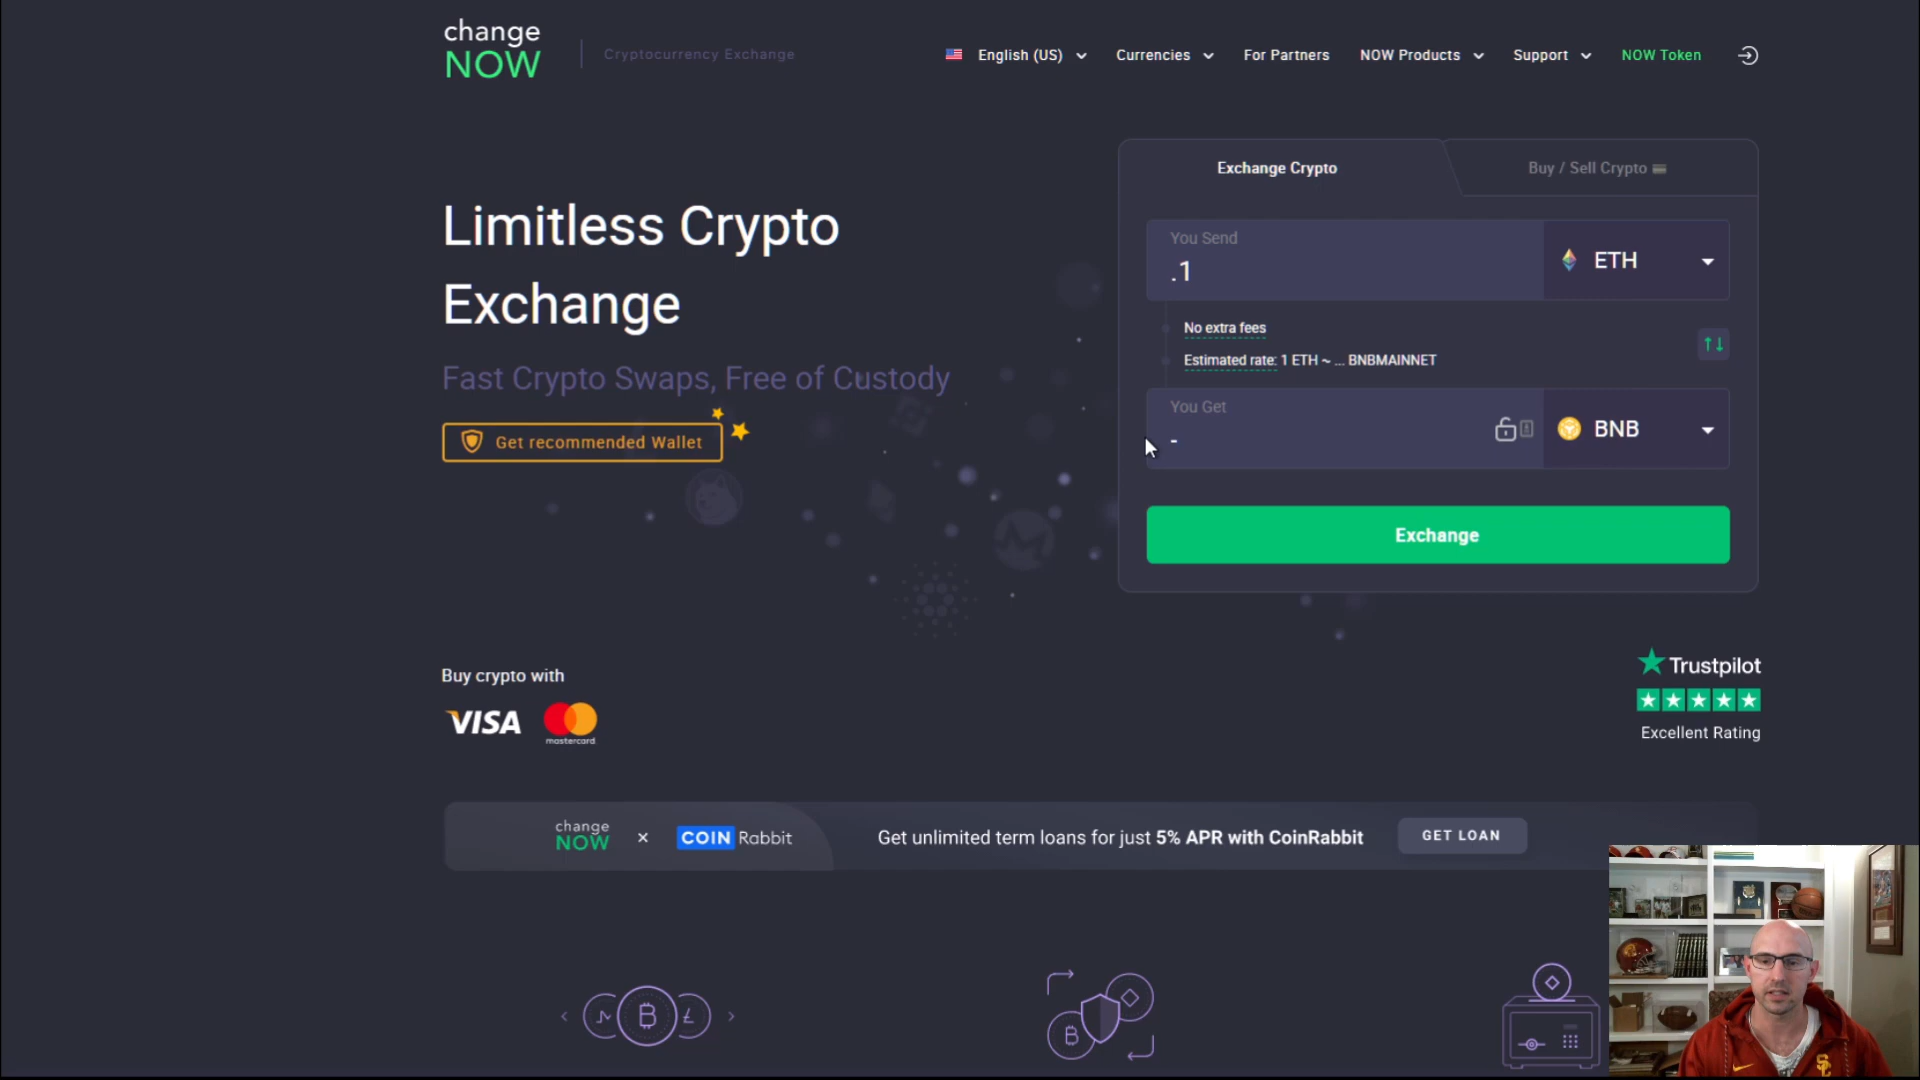 change
NOW
Cryptocurrency Exchange
English (US)
Currencies
For Partners
NOW Products
Support
NOW Token
Exchange Crypto
Buy / Sell Crypto
Limitless Crypto
Exchange
Fast Crypto Swaps, Free of Custody
Get recommended Wallet
You Send
.1
ETH
No extra fees
Estimated rate: 1 ETH ~ ... BNBMAINNET
You Get
-
BNB
Exchange
Buy crypto with
VISA
mastercard
Trustpilot
Excellent Rating
change
NOW
×
COIN Rabbit
Get unlimited term loans for just 5% APR with CoinRabbit
GET LOAN
SC